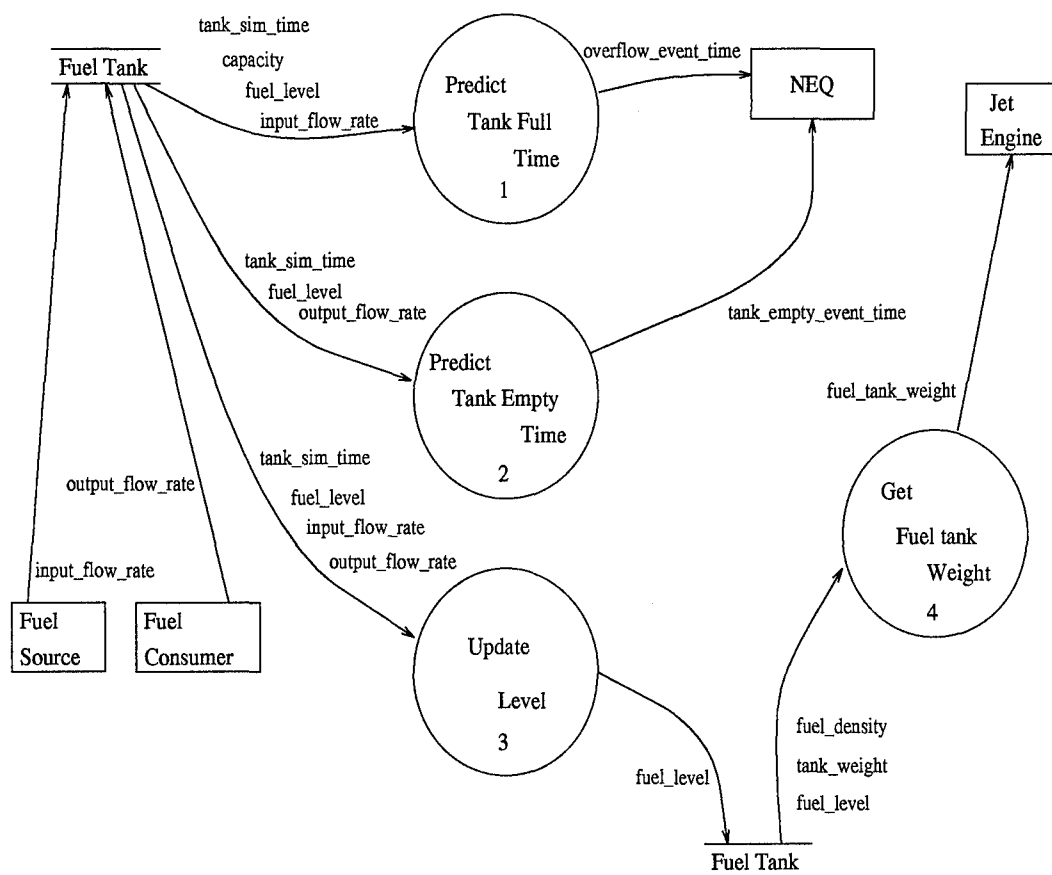 tank_sim_time
capacity
fuel_level
input_flow_rate
Fuel Tank
Predict
Tank Full
Time
1
overflow_event_time
NEQ
Jet
Engine
tank_sim_time
fuel_level
output_flow_rate
Predict
Tank Empty
Time
2
tank_empty_event_time
fuel_tank_weight
tank_sim_time
fuel_level
input_flow_rate
output_flow_rate
output_flow_rate
input_flow_rate
Fuel
Source
Fuel
Consumer
Get
Fuel tank
Weight
4
Update
Level
3
fuel_level
fuel_density
tank_weight
fuel_level
Fuel Tank